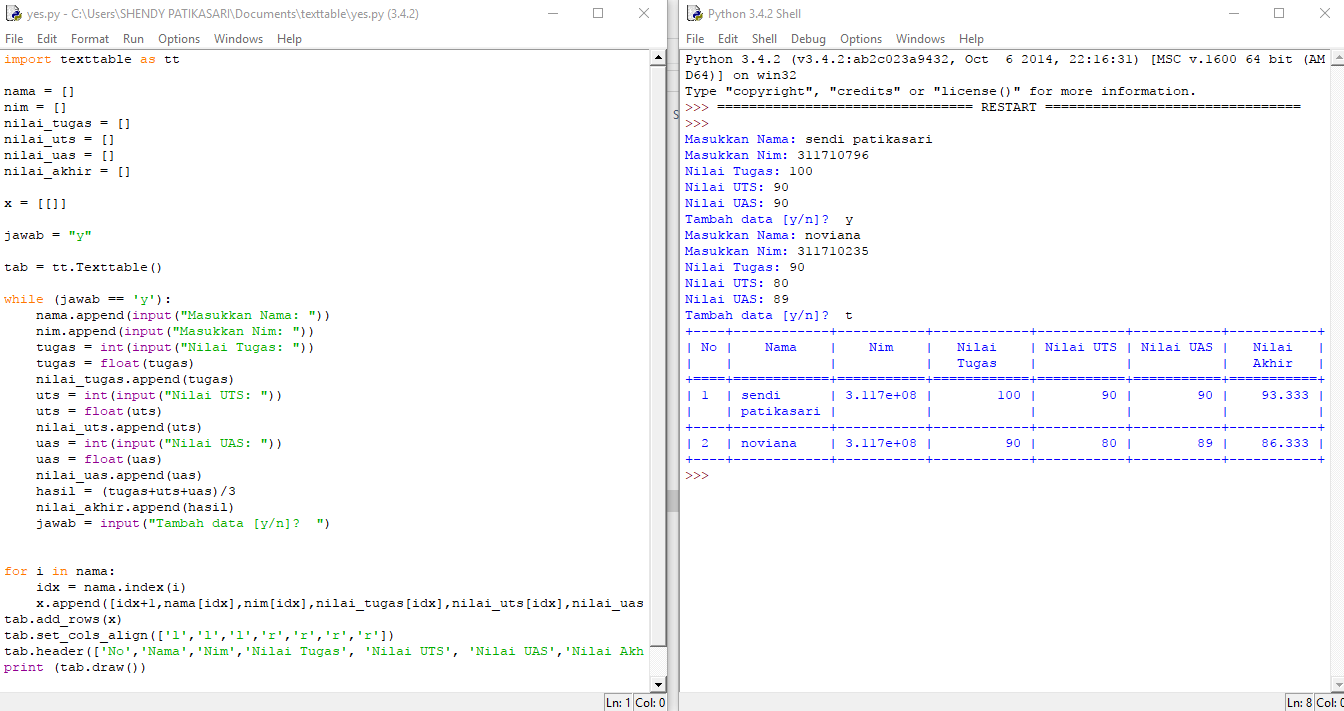 yes.py - C:\Users\SHENDY PATIKASARI\Documents\texttable\yes.py (3.4.2)
File Edit Format Run Options Windows Help
import texttable as tt
nama = []
nim = []
nilai_tugas = []
nilai_uts = []
nilai_uas = []
nilai_akhir = []
x = [[]]
jawab = "y"
tab = tt.Texttable()
while (jawab == 'y'):
    nama.append(input("Masukkan Nama: "))
    nim.append(input("Masukkan Nim: "))
    tugas = int(input("Nilai Tugas: "))
    tugas = float(tugas)
    nilai_tugas.append(tugas)
    uts = int(input("Nilai UTS: "))
    uts = float(uts)
    nilai_uts.append(uts)
    uas = int(input("Nilai UAS: "))
    uas = float(uas)
    nilai_uas.append(uas)
    hasil = (tugas+uts+uas)/3
    nilai_akhir.append(hasil)
    jawab = input("Tambah data [y/n]?  ")
for i in nama:
    idx = nama.index(i)
    x.append([idx+1,nama[idx],nim[idx],nilai_tugas[idx],nilai_uts[idx],nilai_uas
tab.add_rows(x)
tab.set_cols_align(['l','l','l','r','r','r','r'])
tab.header(['No','Nama','Nim','Nilai Tugas', 'Nilai UTS', 'Nilai UAS','Nilai Akh
print (tab.draw())
Ln: 1 Col: 0
S
Python 3.4.2 Shell
File Edit Shell Debug Options Windows Help
Python 3.4.2 (v3.4.2:ab2c023a9432, Oct  6 2014, 22:16:31) [MSC v.1600 64 bit (AM
D64)] on win32
Type "copyright", "credits" or "license()" for more information.
>>> ================================ RESTART ================================
>>>
Masukkan Nama: sendi patikasari
Masukkan Nim: 311710796
Nilai Tugas: 100
Nilai UTS: 90
Nilai UAS: 90
Tambah data [y/n]?  y
Masukkan Nama: noviana
Masukkan Nim: 311710235
Nilai Tugas: 90
Nilai UTS: 80
Nilai UAS: 89
Tambah data [y/n]?  t
+----+------------+-----------+------------+-----------+-----------+-----------+
| No |    Nama    |    Nim    |   Nilai    | Nilai UTS | Nilai UAS |   Nilai   |
|    |            |           |   Tugas    |           |           |   Akhir   |
+====+============+===========+============+===========+===========+===========+
| 1  | sendi      | 3.117e+08 |        100 |        90 |        90 |    93.333 |
|    | patikasari |           |            |           |           |           |
+----+------------+-----------+------------+-----------+-----------+-----------+
| 2  | noviana    | 3.117e+08 |         90 |        80 |        89 |    86.333 |
+----+------------+-----------+------------+-----------+-----------+-----------+
>>>
Ln: 8 Col: 0